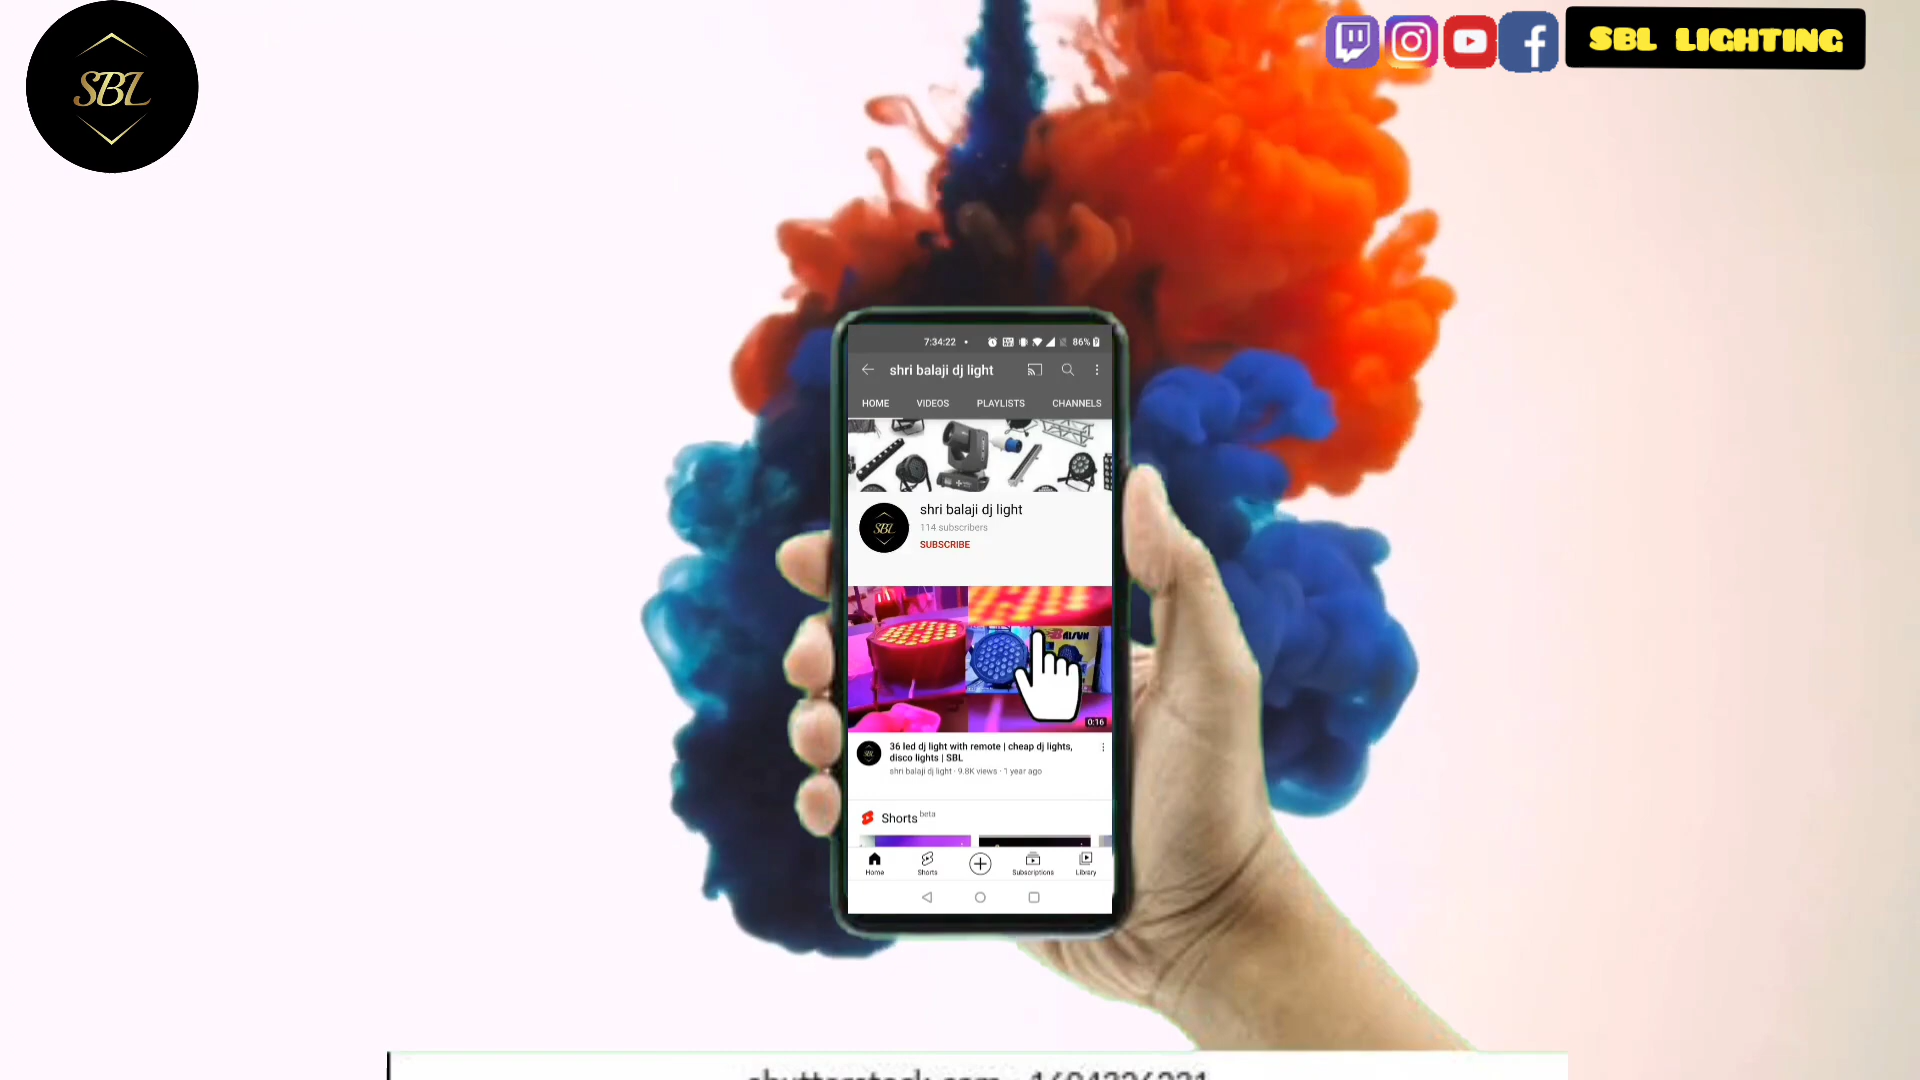 SBL
SBL LIGHTING
7:34:22
86%
shri balaji dj light
HOME VIDEOS PLAYLISTS CHANNELS
shri balaji dj light
SBL
114 subscribers
SUBSCRIBE
0:16
36 led dj light with remote | cheap dj lights,
disco lights | SBL
shri balaji dj light · 9.8K views · 1 year ago
Shorts beta
Home Shorts Subscriptions Library